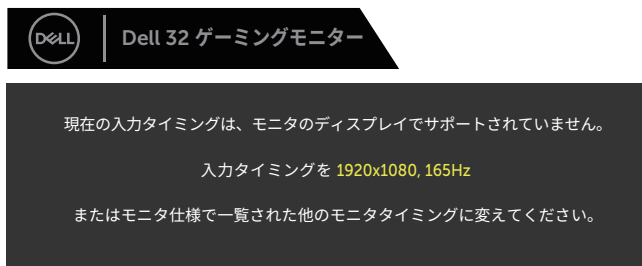 DELL
Dell 32 ゲーミングモニター
現在の入力タイミングは、モニタのディスプレイでサポートされていません。
入力タイミングを 1920x1080, 165Hz
またはモニタ仕様で一覧された他のモニタタイミングに変えてください。